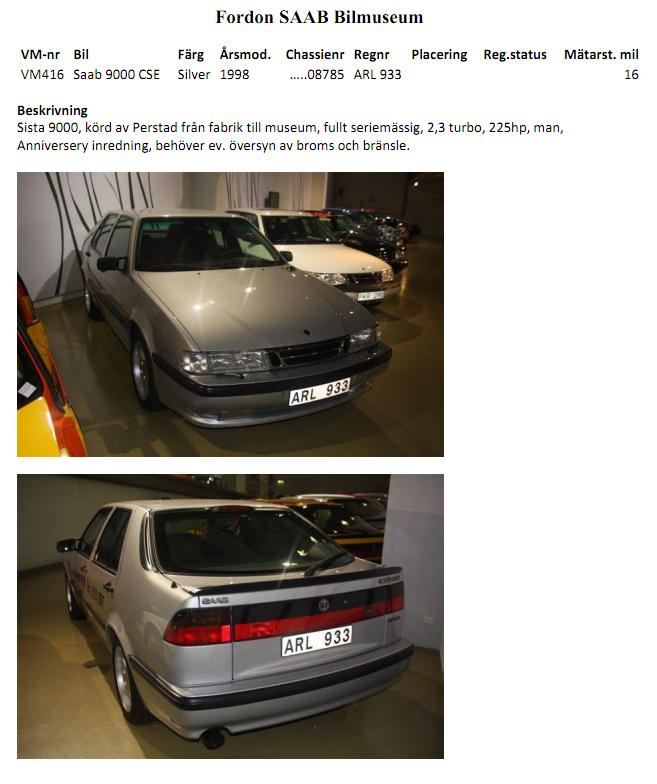 Fordon SAAB Bilmuseum
VM-nr Bil Färg Årsmod. Chassienr Regnr Placering Reg.status Mätarst. mil
VM416 Saab 9000 CSE Silver 1998 .....08785 ARL 933 16
Beskrivning
Sista 9000, körd av Perstad från fabrik till museum, fullt seriemässig, 2,3 turbo, 225hp, man,
Anniversery inredning, behöver ev. översyn av broms och bränsle.
ARL 933
SAAB
ARL 933